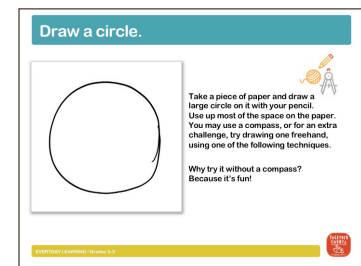 Draw a circle.
Take a piece of paper and draw a
large circle on it with your pencil.
Use up most of the space on the paper.
You may use a compass, or for an extra
challenge, try drawing one freehand,
using one of the following techniques.
Why try it without a compass?
Because it's fun!
EVERYDAY LEARNING / Grades 3-5